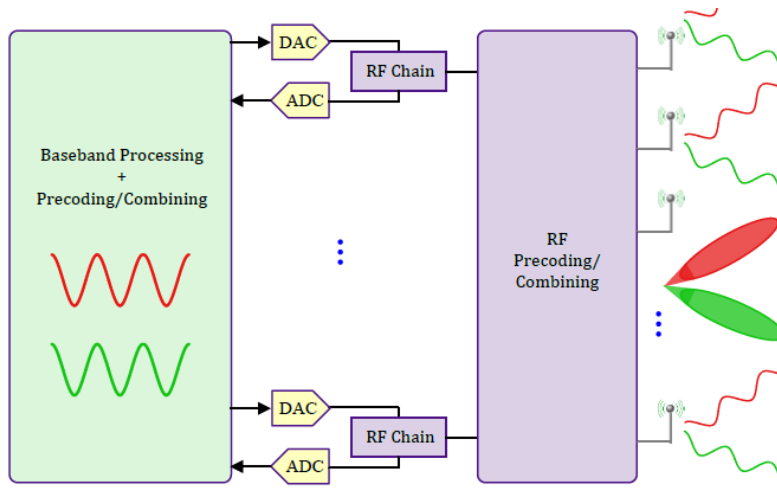 DAC
RF Chain
ADC
Baseband Processing
+
Precoding/Combining
RF
Precoding/
Combining
DAC
RF Chain
ADC